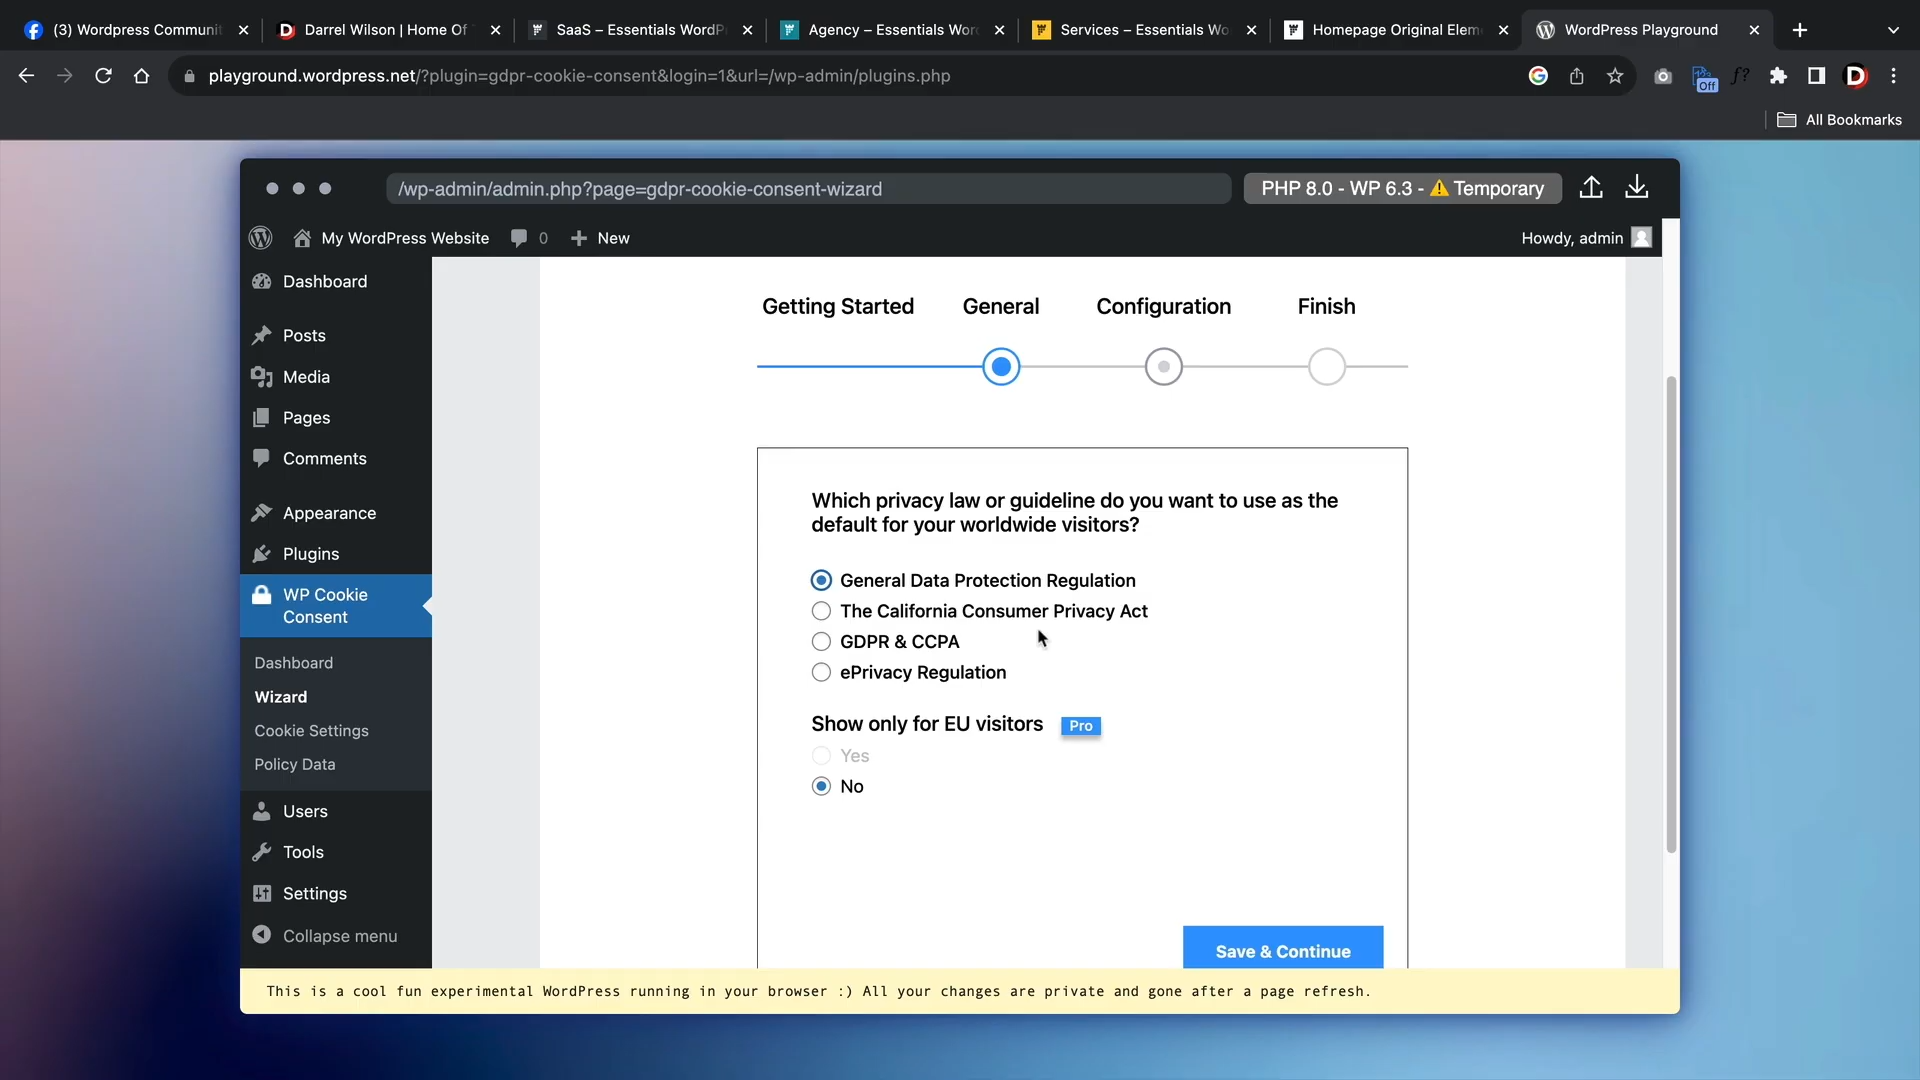 (3) Wordpress Communi
Darrel Wilson | Home Of
SaaS – Essentials WordP
Agency – Essentials Wor
Services – Essentials Wo
Homepage Original Elem
WordPress Playground
playground.wordpress.net/?plugin=gdpr-cookie-consent&login=1&url=/wp-admin/plugins.php
Off
f?
D
All Bookmarks
/wp-admin/admin.php?page=gdpr-cookie-consent-wizard
PHP 8.0 - WP 6.3 - ⚠ Temporary
My WordPress Website
0
New
Howdy, admin
Dashboard
Posts
Media
Pages
Comments
Appearance
Plugins
WP Cookie
Consent
Dashboard
Wizard
Cookie Settings
Policy Data
Users
Tools
Settings
Collapse menu
Getting Started
General
Configuration
Finish
Which privacy law or guideline do you want to use as the
default for your worldwide visitors?
General Data Protection Regulation
The California Consumer Privacy Act
GDPR & CCPA
ePrivacy Regulation
Show only for EU visitors Pro
Yes
No
Save & Continue
This is a cool fun experimental WordPress running in your browser :) All your changes are private and gone after a page refresh.